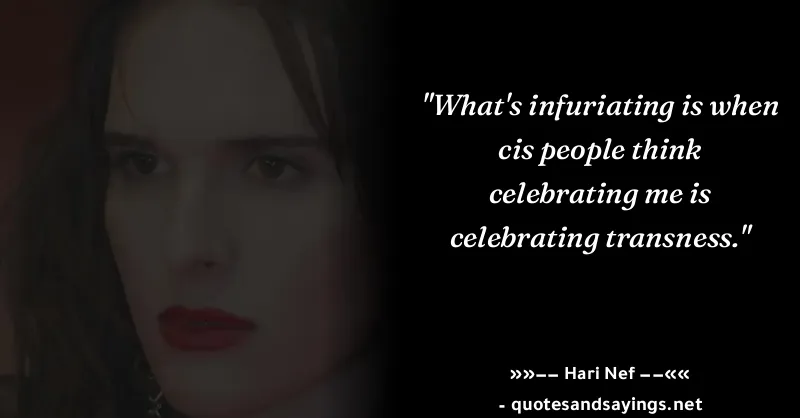 "What's infuriating is when
cis people think
celebrating me is
celebrating transness."
»»−− Hari Nef −−««
- quotesandsayings.net